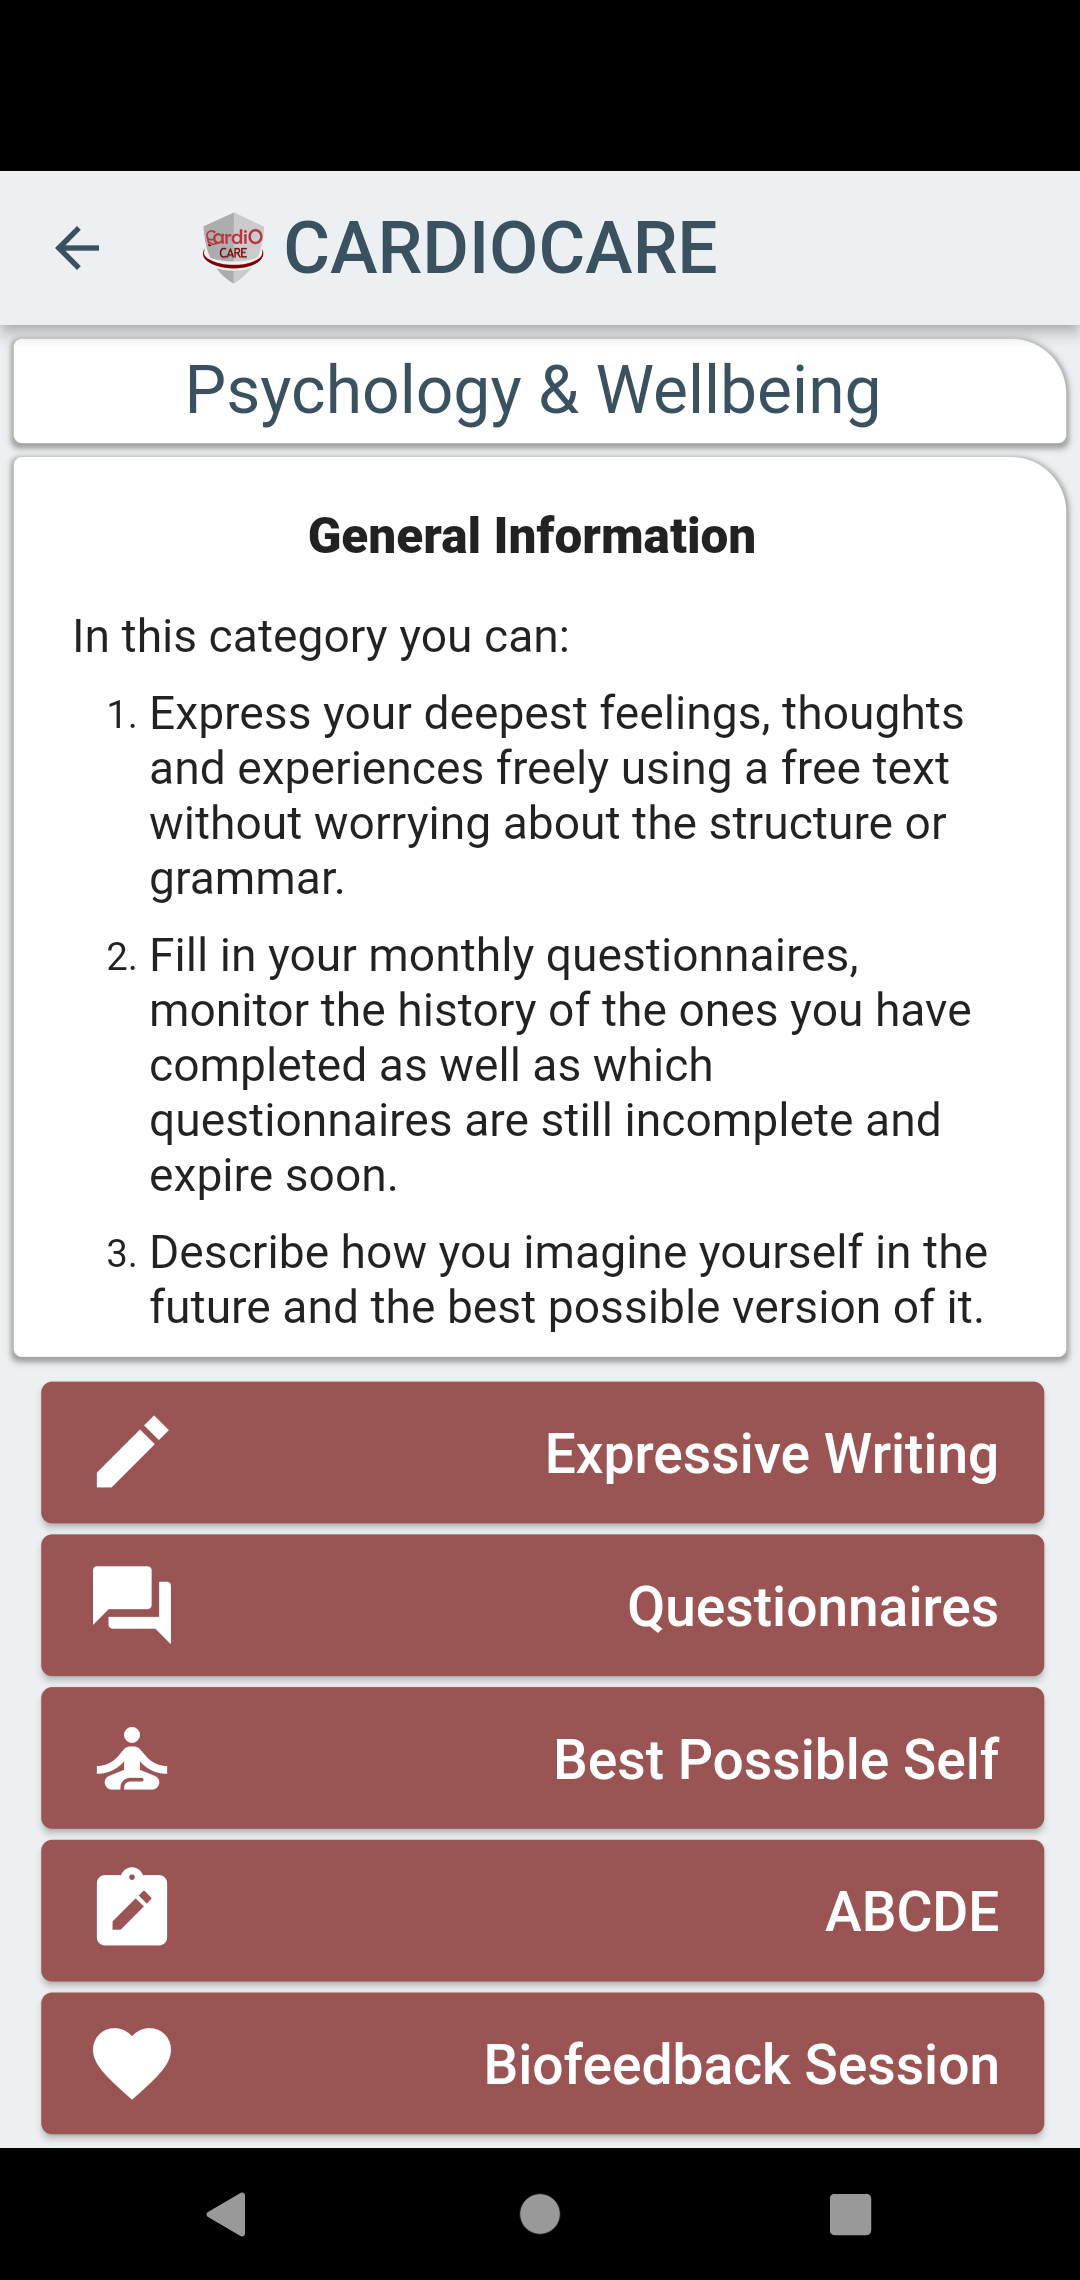 CardiO
CARE
CARDIOCARE
Psychology & Wellbeing
General Information
In this category you can:
1. Express your deepest feelings, thoughts
and experiences freely using a free text
without worrying about the structure or
grammar.
2. Fill in your monthly questionnaires,
monitor the history of the ones you have
completed as well as which
questionnaires are still incomplete and
expire soon.
3. Describe how you imagine yourself in the
future and the best possible version of it.
Expressive Writing
Questionnaires
Best Possible Self
ABCDE
Biofeedback Session